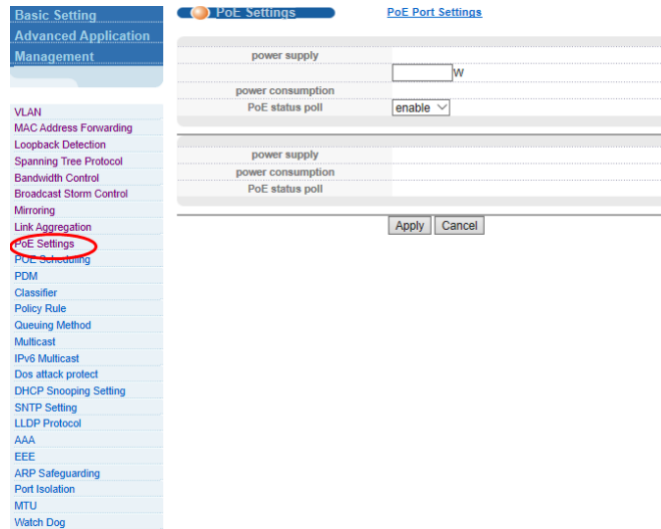 Basic Setting
Advanced Application
Management
VLAN
MAC Address Forwarding
Loopback Detection
Spanning Tree Protocol
Bandwidth Control
Broadcast Storm Control
Mirroring
Link Aggregation
PoE Settings
POE Scheduling
PDM
Classifier
Policy Rule
Queuing Method
Multicast
IPv6 Multicast
Dos attack protect
DHCP Snooping Setting
SNTP Setting
LLDP Protocol
AAA
EEE
ARP Safeguarding
Port Isolation
MTU
Watch Dog
PoE Settings PoE Port Settings
power supply
W
power consumption
PoE status poll enable
power supply
power consumption
PoE status poll
Apply Cancel